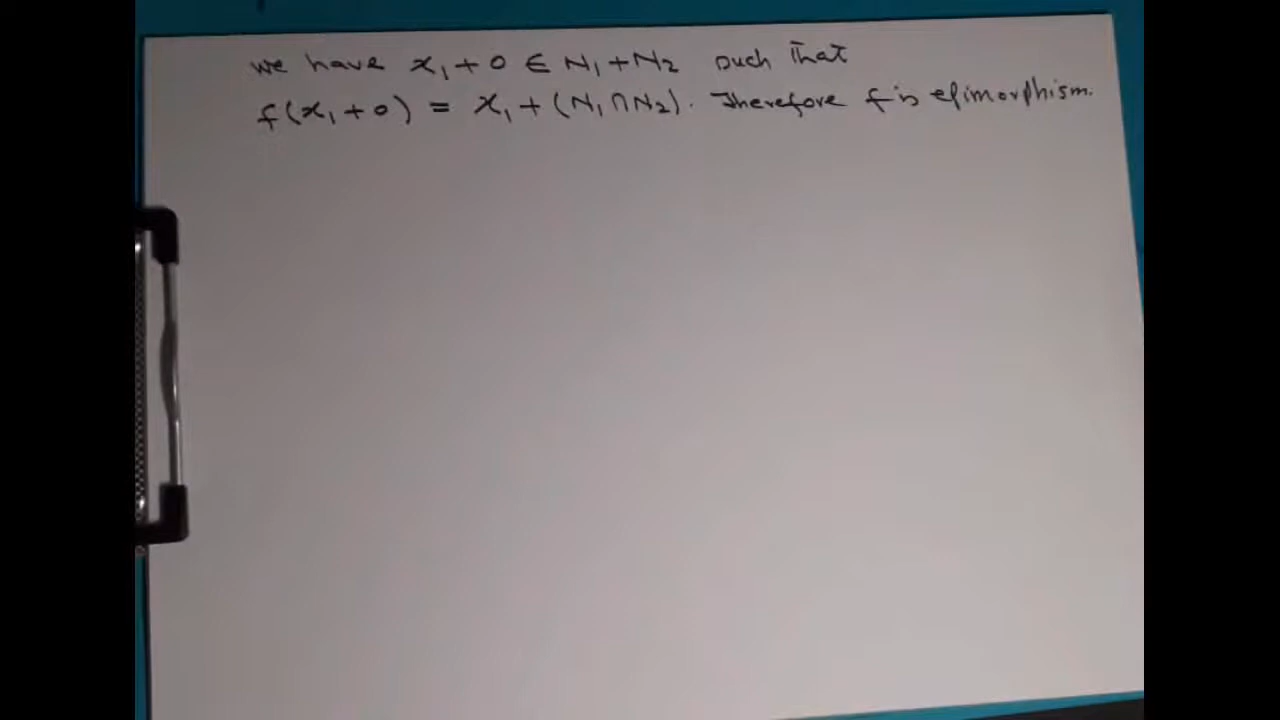 we have x₁ + 0 ∈ N₁ + N₂ such that
f(x₁ + 0) = x₁ + (N₁ ∩ N₂). Therefore f is epimorphism.